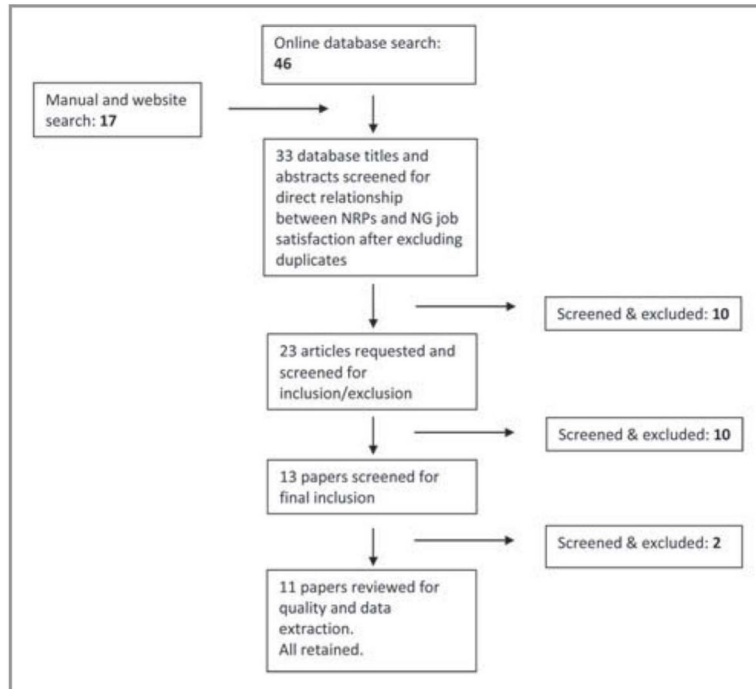 Online database search:
46
Manual and website
search: 17
33 database titles and
abstracts screened for
direct relationship
between NRPs and NG job
satisfaction after excluding
duplicates
Screened & excluded: 10
23 articles requested and
screened for
inclusion/exclusion
Screened & excluded: 10
13 papers screened for
final inclusion
Screened & excluded: 2
11 papers reviewed for
quality and data
extraction.
All retained.